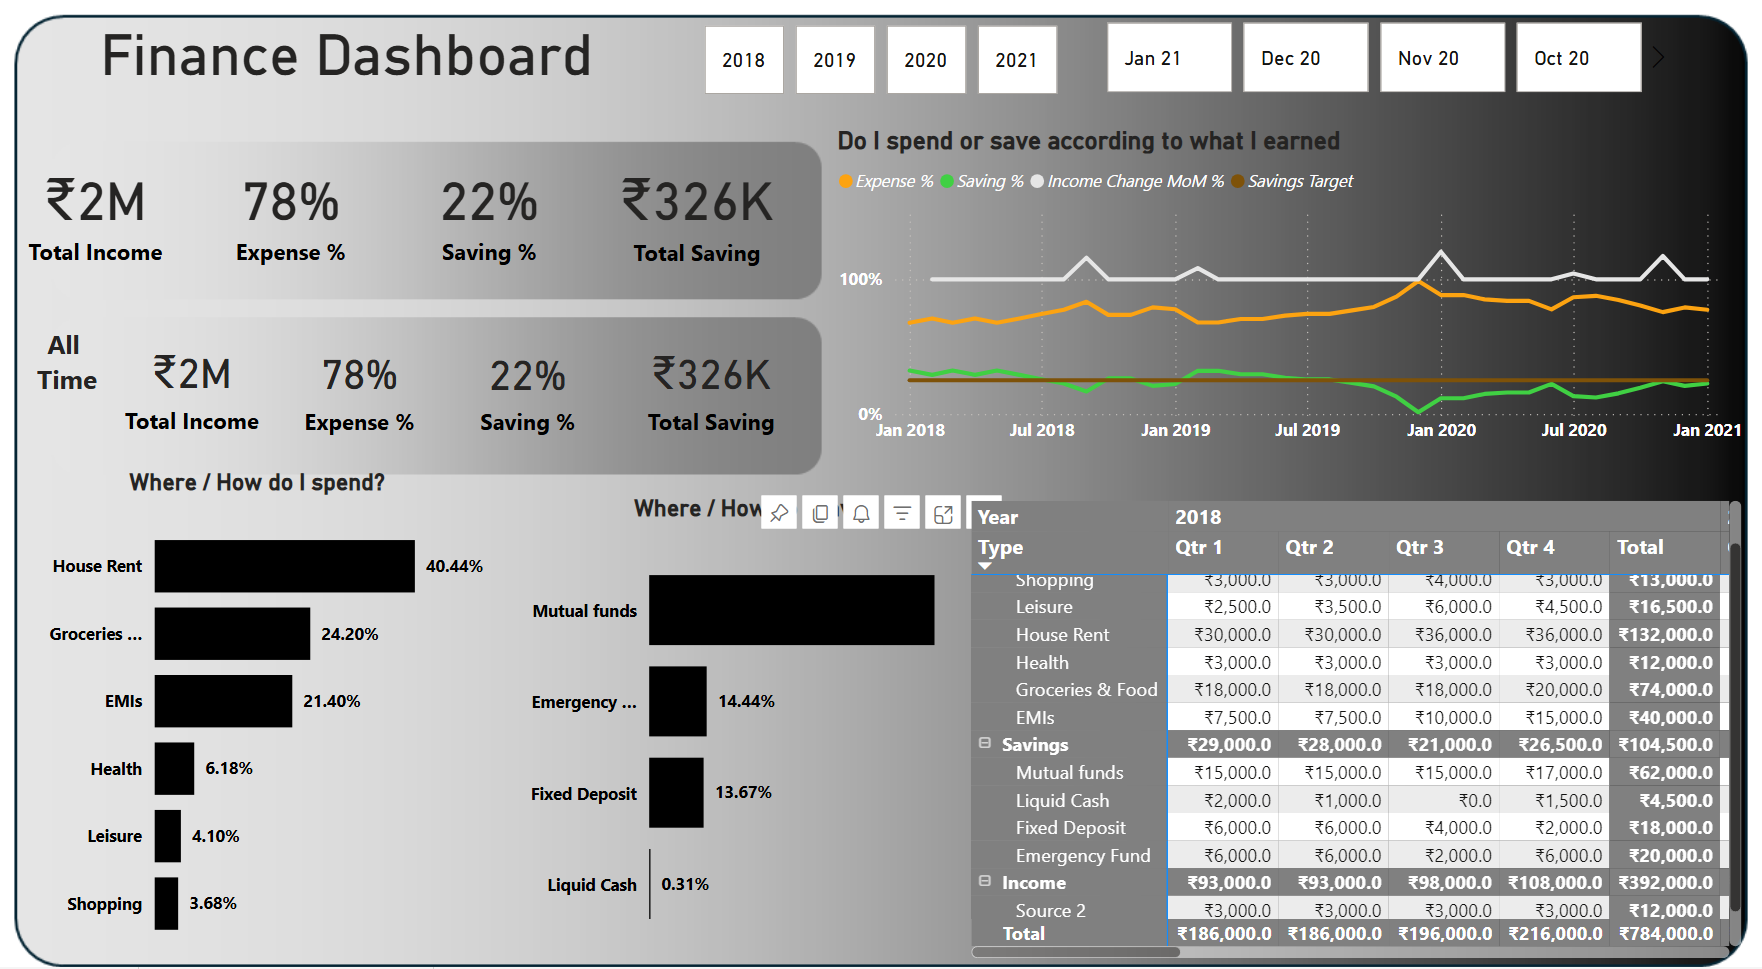 Finance Dashboard
2018 2019 2020 2021 Jan 21 Dec 20 Nov 20 Oct 20
₹2M 78% 22% ₹326K
Total Income Expense % Saving % Total Saving
All
Time
₹2M 78% 22% ₹326K
Total Income Expense % Saving % Total Saving
Do I spend or save according to what I earned
Expense % Saving % Income Change MoM % Savings Target
100%
0%
Jan 2018 Jul 2018 Jan 2019 Jul 2019 Jan 2020 Jul 2020 Jan 2021
Where / How do I spend?
House Rent 40.44%
Groceries ... 24.20%
EMIs 21.40%
Health 6.18%
Leisure 4.10%
Shopping 3.68%
Where / How
Mutual funds
Emergency ... 14.44%
Fixed Deposit 13.67%
Liquid Cash 0.31%
Year 2018
Type Qtr 1 Qtr 2 Qtr 3 Qtr 4 Total
Shopping ₹3,000.0 ₹3,000.0 ₹4,000.0 ₹3,000.0 ₹13,000.0
Leisure ₹2,500.0 ₹3,500.0 ₹6,000.0 ₹4,500.0 ₹16,500.0
House Rent ₹30,000.0 ₹30,000.0 ₹36,000.0 ₹36,000.0 ₹132,000.0
Health ₹3,000.0 ₹3,000.0 ₹3,000.0 ₹3,000.0 ₹12,000.0
Groceries & Food ₹18,000.0 ₹18,000.0 ₹18,000.0 ₹20,000.0 ₹74,000.0
EMIs ₹7,500.0 ₹7,500.0 ₹10,000.0 ₹15,000.0 ₹40,000.0
Savings ₹29,000.0 ₹28,000.0 ₹21,000.0 ₹26,500.0 ₹104,500.0
Mutual funds ₹15,000.0 ₹15,000.0 ₹15,000.0 ₹17,000.0 ₹62,000.0
Liquid Cash ₹2,000.0 ₹1,000.0 ₹0.0 ₹1,500.0 ₹4,500.0
Fixed Deposit ₹6,000.0 ₹6,000.0 ₹4,000.0 ₹2,000.0 ₹18,000.0
Emergency Fund ₹6,000.0 ₹6,000.0 ₹2,000.0 ₹6,000.0 ₹20,000.0
Income ₹93,000.0 ₹93,000.0 ₹98,000.0 ₹108,000.0 ₹392,000.0
Source 2 ₹3,000.0 ₹3,000.0 ₹3,000.0 ₹3,000.0 ₹12,000.0
Total ₹186,000.0 ₹186,000.0 ₹196,000.0 ₹216,000.0 ₹784,000.0